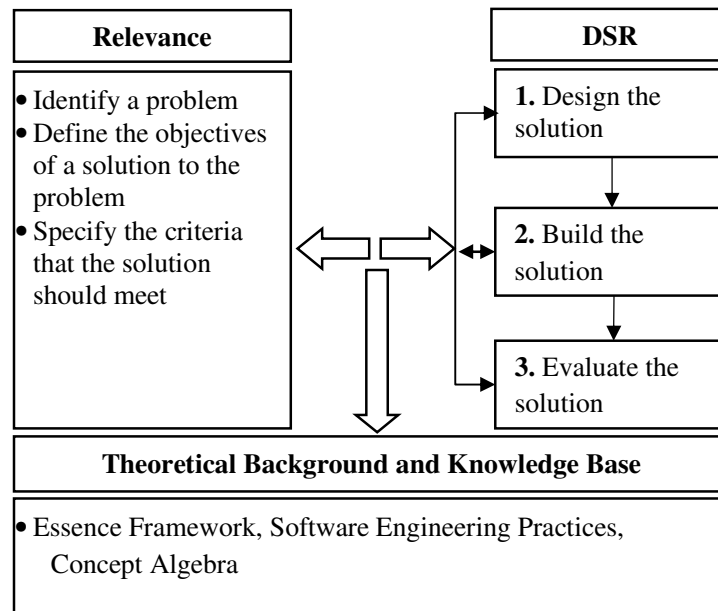 Relevance
• Identify a problem
• Define the objectives
of a solution to the
problem
• Specify the criteria
that the solution
should meet
DSR
1. Design the
solution
2. Build the
solution
3. Evaluate the
solution
Theoretical Background and Knowledge Base
• Essence Framework, Software Engineering Practices,
Concept Algebra